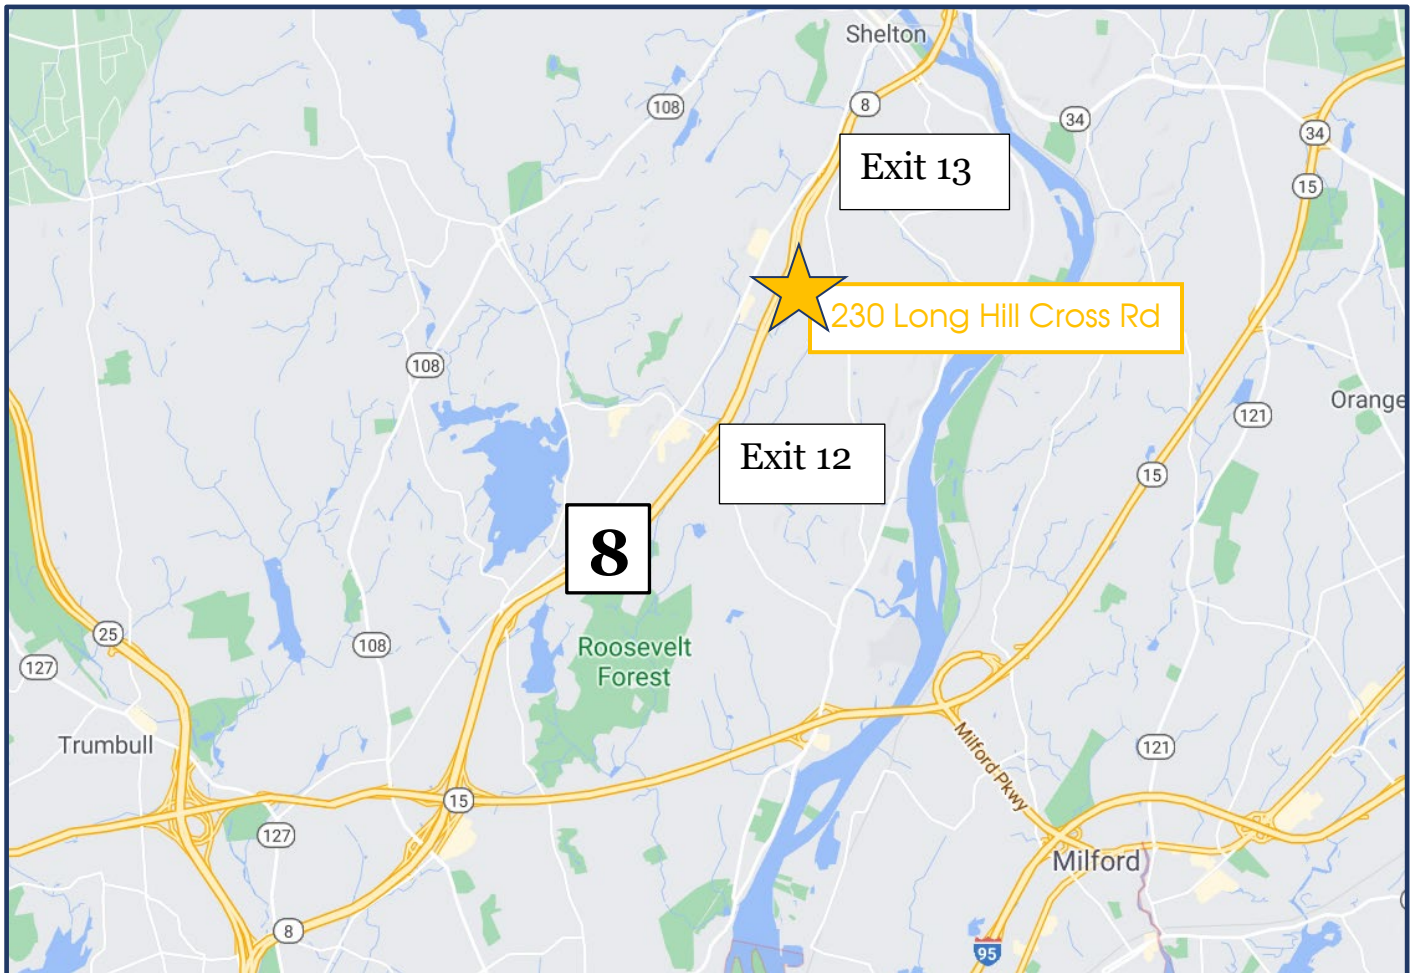 Shelton
108
8
34
34
Exit 13
15
230 Long Hill Cross Rd
108
121
Orange
Exit 12
15
8
25
108
127
Roosevelt
Forest
Trumbull
Milford Pkwy
121
15
127
Milford
8
95